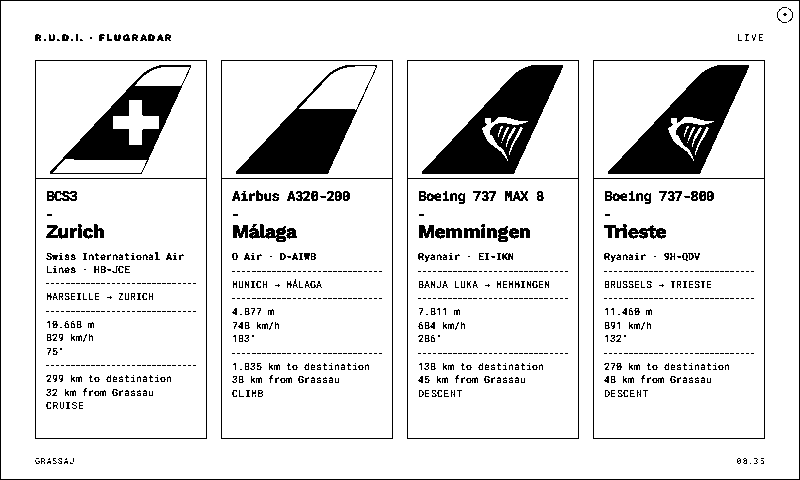 R.U.D.I. · FLUGRADAR
LIVE
BCS3
-
Zurich
Swiss International Air
Lines · HB-JCE
MARSEILLE → ZURICH
10.668 m
829 km/h
75°
299 km to destination
32 km from Grassau
CRUISE
Airbus A320-200
-
Málaga
O Air · D-AIWB
MUNICH → MÁLAGA
4.877 m
748 km/h
183°
1.835 km to destination
38 km from Grassau
CLIMB
Boeing 737 MAX 8
-
Memmingen
Ryanair · EI-IKN
BANJA LUKA → MEMMINGEN
7.811 m
684 km/h
286°
138 km to destination
45 km from Grassau
DESCENT
Boeing 737-800
-
Trieste
Ryanair · 9H-QDV
BRUSSELS → TRIESTE
11.460 m
891 km/h
132°
270 km to destination
48 km from Grassau
DESCENT
GRASSAU
08.35